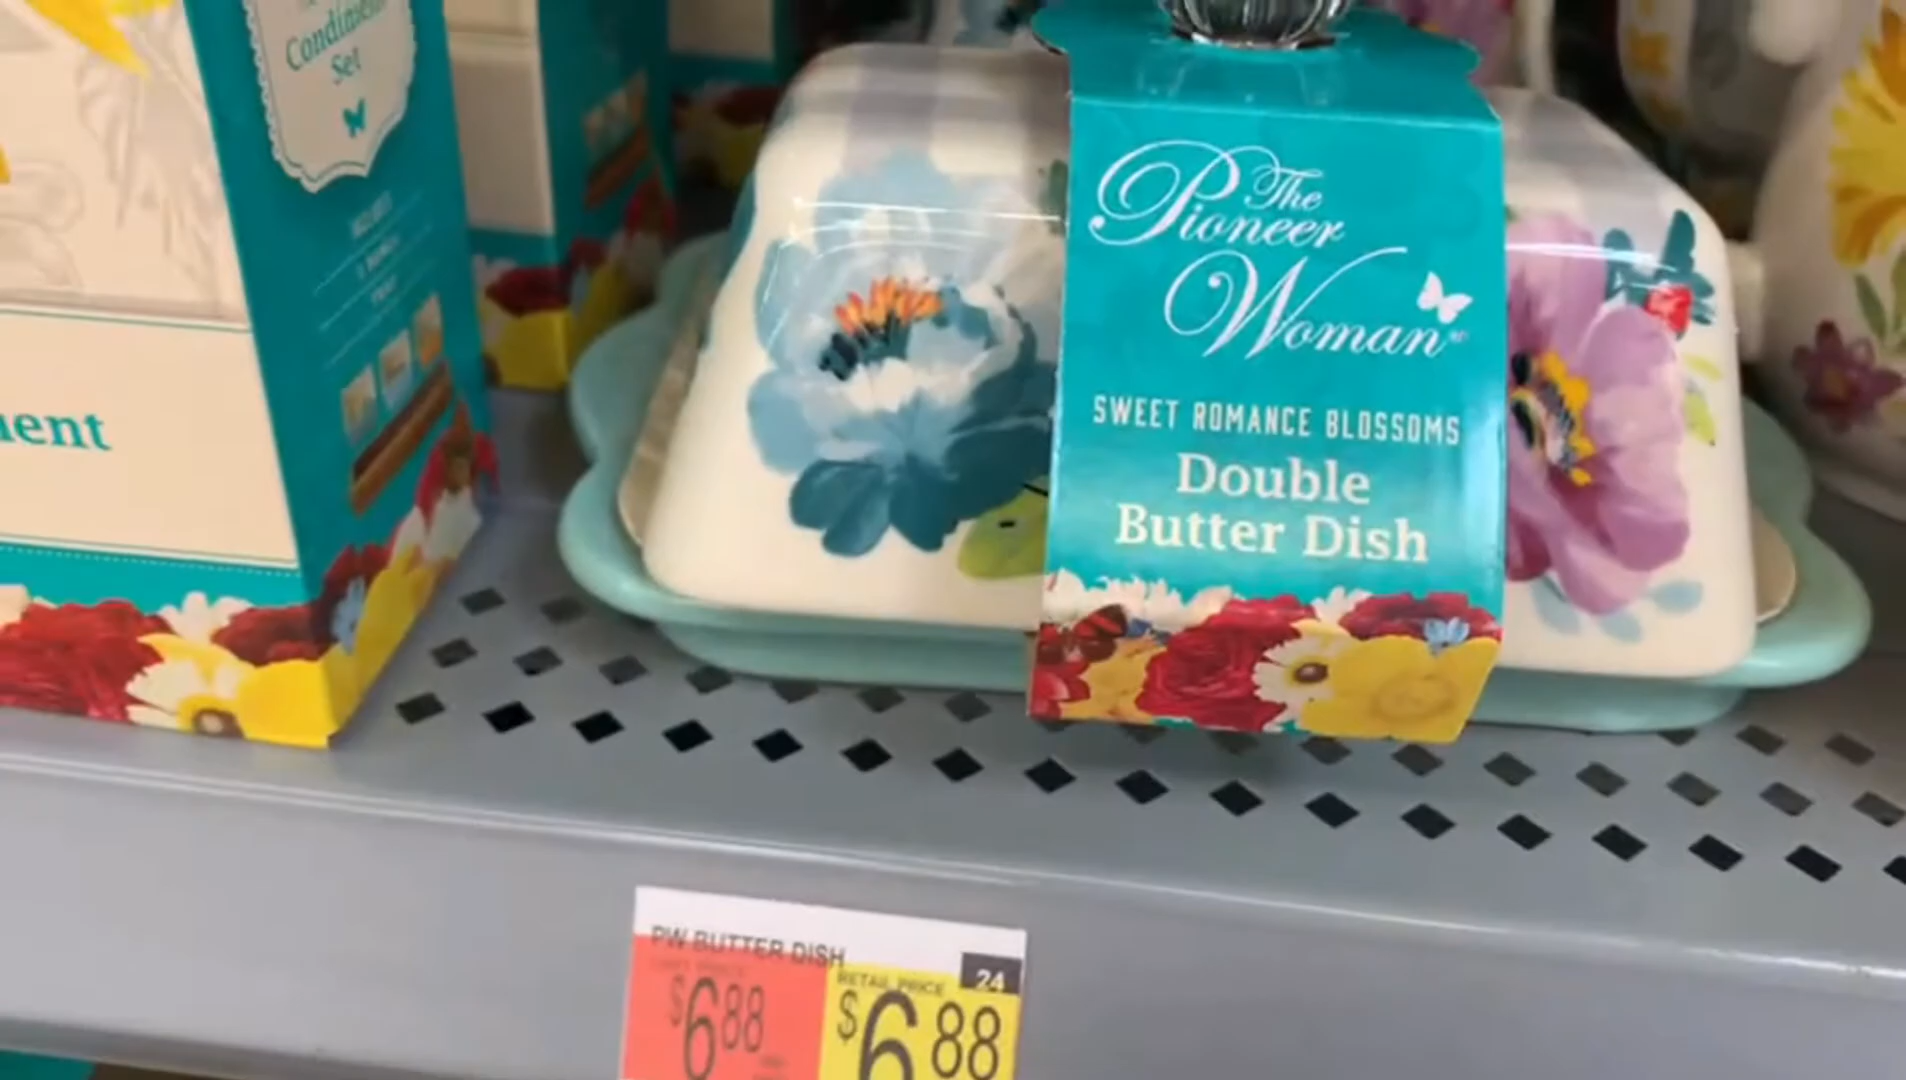 Condiment
Set
The
Pioneer
Woman
SWEET ROMANCE BLOSSOMS
Double
Butter Dish
PW BUTTER DISH
RETAIL PRICE
24
$6 88
$6 88